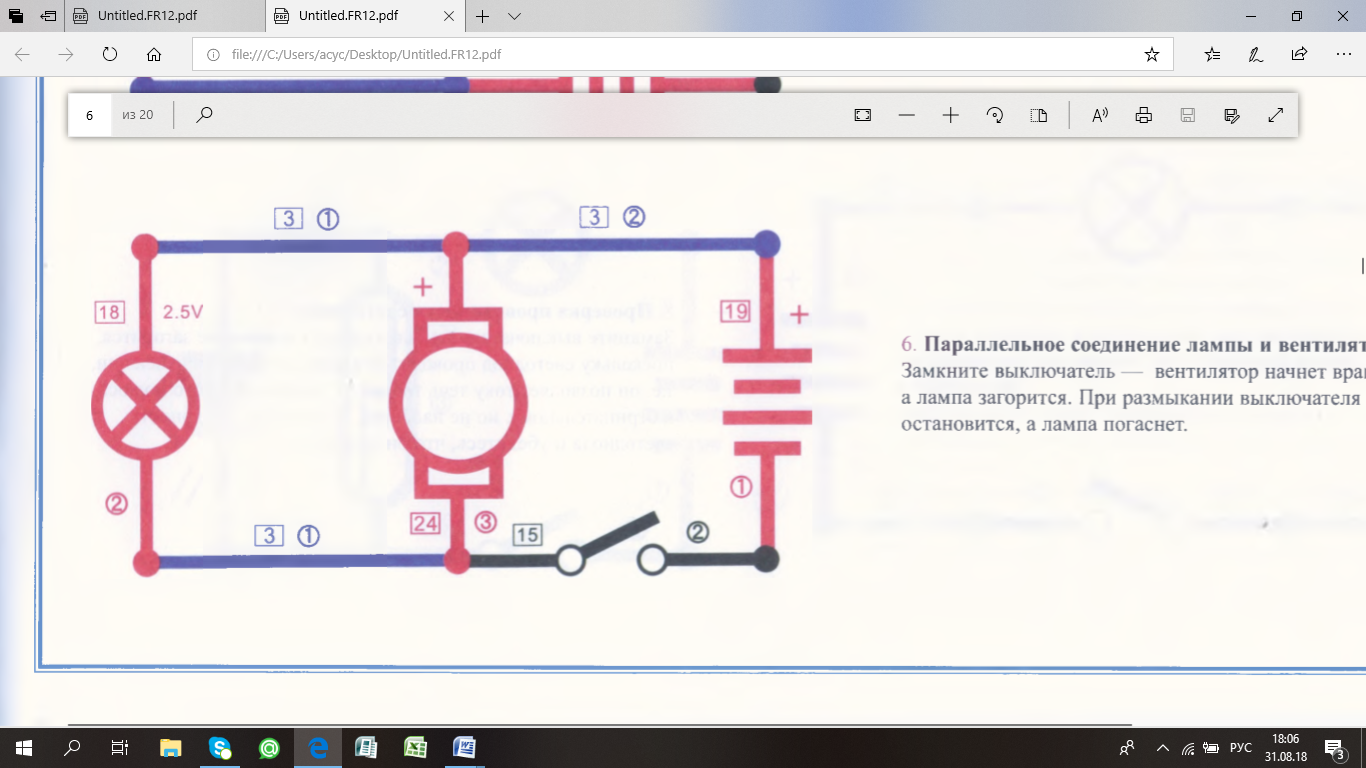 Untitled.FR12.pdf
Untitled.FR12.pdf
file:///C:/Users/acyc/Desktop/Untitled.FR12.pdf
6 из 20
3 ① 3 ②
+
18 2.5V
19 +
6. Параллельное соединение лампы и вентилят
Замкните выключатель — вентилятор начнет вра
а лампа загорится. При размыкании выключателя
остановится, а лампа погаснет.
②
①
3 ①
24 ③
15 ②
РУС
18:06
31.08.18
3